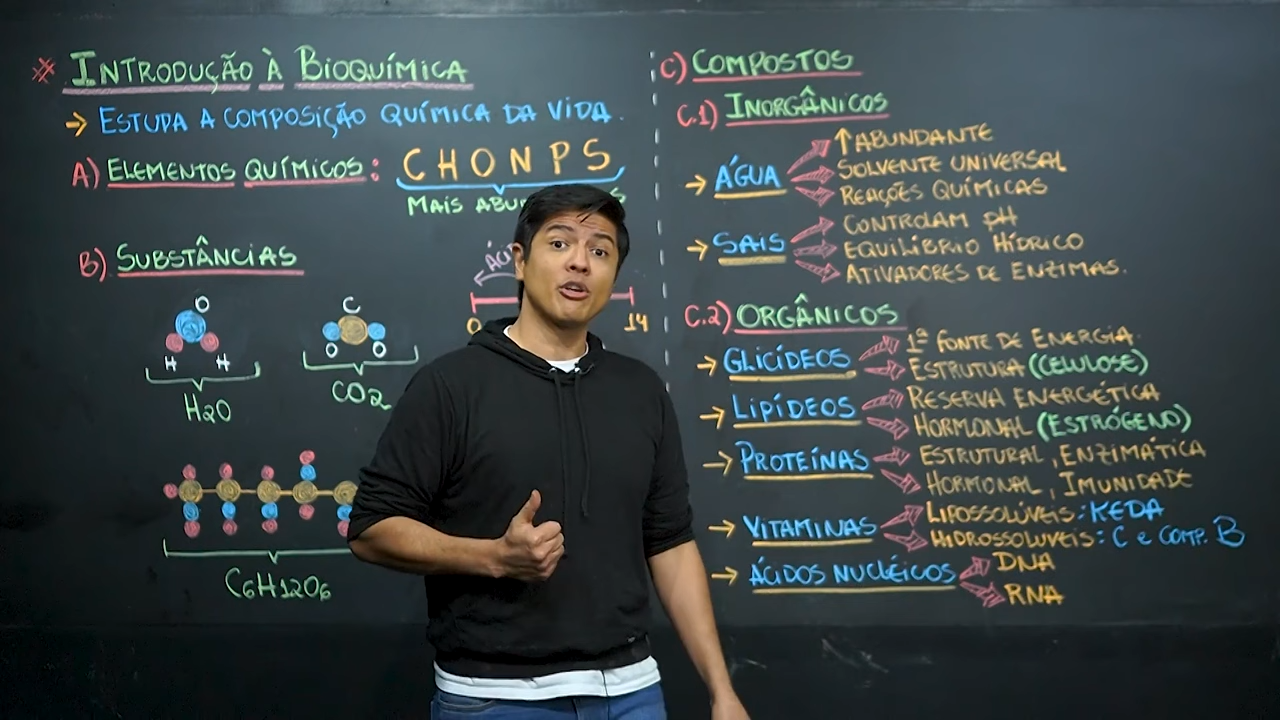 * INTRODUÇÃO À BIOQUÍMICA
→ ESTUDA A COMPOSIÇÃO QUÍMICA DA VIDA.
A) ELEMENTOS QUÍMICOS: CHONPS
MAIS
B) SUBSTÂNCIAS
0
14
O
H H
H2O
C
O O
CO2
C6H12O6
C) COMPOSTOS
C.1) INORGÂNICOS
→ ÁGUA
↑ ABUNDANTE
SOLVENTE UNIVERSAL
REAÇÕES QUÍMICAS
→ SAIS
CONTROLAM pH
EQUILÍBRIO HÍDRICO
ATIVADORES DE ENZIMAS.
C.2) ORGÂNICOS
→ GLICÍDEOS
1ª FONTE DE ENERGIA.
ESTRUTURA (CELULOSE)
→ LIPÍDEOS
RESERVA ENERGÉTICA
HORMONAL (ESTRÓGENO)
→ PROTEÍNAS
ESTRUTURAL, ENZIMÁTICA
HORMONAL, IMUNIDADE
→ VITAMINAS
LIPOSSOLÚVEIS: KEDA
HIDROSSOLÚVEIS: C e COMP. B
→ ÁCIDOS NUCLÉICOS
DNA
RNA